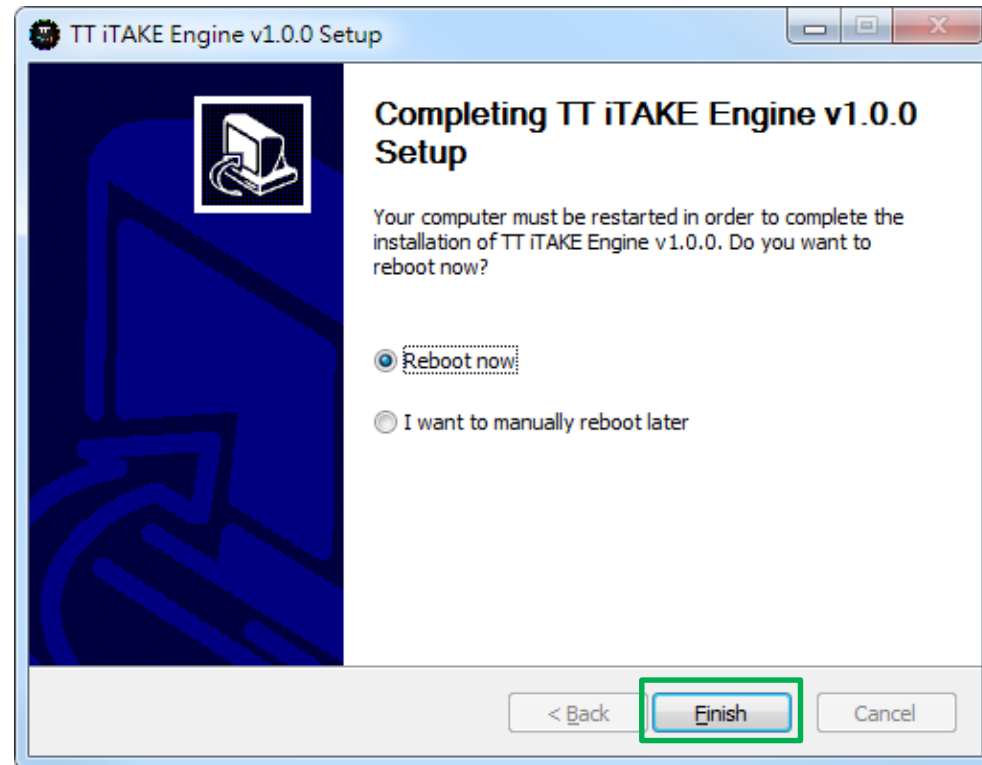 TT iTAKE Engine v1.0.0 Setup
Completing TT iTAKE Engine v1.0.0
Setup
Your computer must be restarted in order to complete the
installation of TT iTAKE Engine v1.0.0. Do you want to
reboot now?
Reboot now
I want to manually reboot later
< Back Finish Cancel